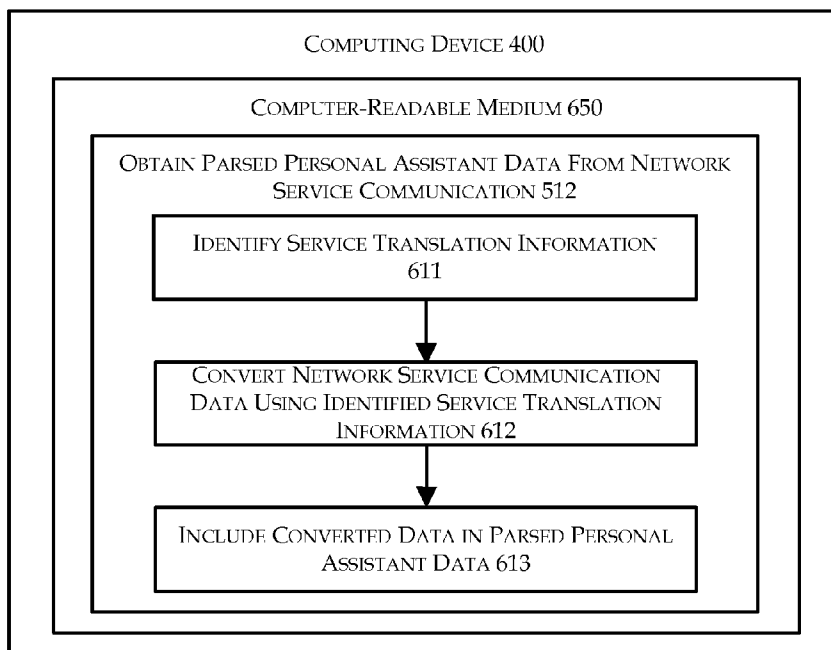 COMPUTING DEVICE 400
COMPUTER-READABLE MEDIUM 650
OBTAIN PARSED PERSONAL ASSISTANT DATA FROM NETWORK
SERVICE COMMUNICATION 512
IDENTIFY SERVICE TRANSLATION INFORMATION
611
CONVERT NETWORK SERVICE COMMUNICATION
DATA USING IDENTIFIED SERVICE TRANSLATION
INFORMATION 612
INCLUDE CONVERTED DATA IN PARSED PERSONAL
ASSISTANT DATA 613